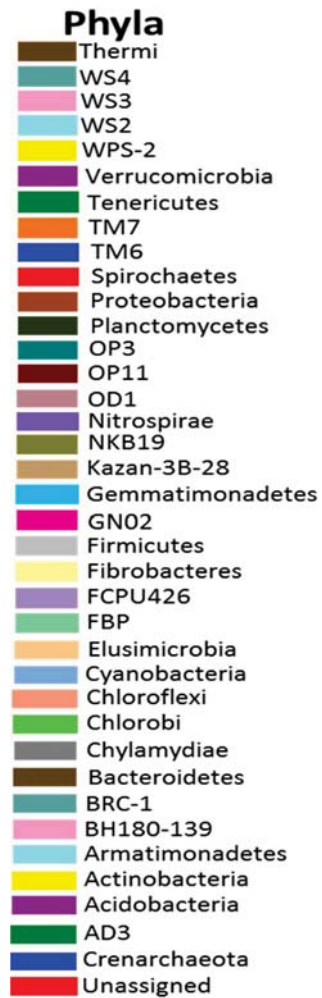 Phyla
Thermi
WS4
WS3
WS2
WPS-2
Verrucomicrobia
Tenericutes
TM7
TM6
Spirochaetes
Proteobacteria
Planctomycetes
OP3
OP11
OD1
Nitrospirae
NKB19
Kazan-3B-28
Gemmatimonadetes
GN02
Firmicutes
Fibrobacteres
FCPU426
FBP
Elusimicrobia
Cyanobacteria
Chloroflexi
Chlorobi
Chylamydiae
Bacteroidetes
BRC-1
BH180-139
Armatimonadetes
Actinobacteria
Acidobacteria
AD3
Crenarchaeota
Unassigned